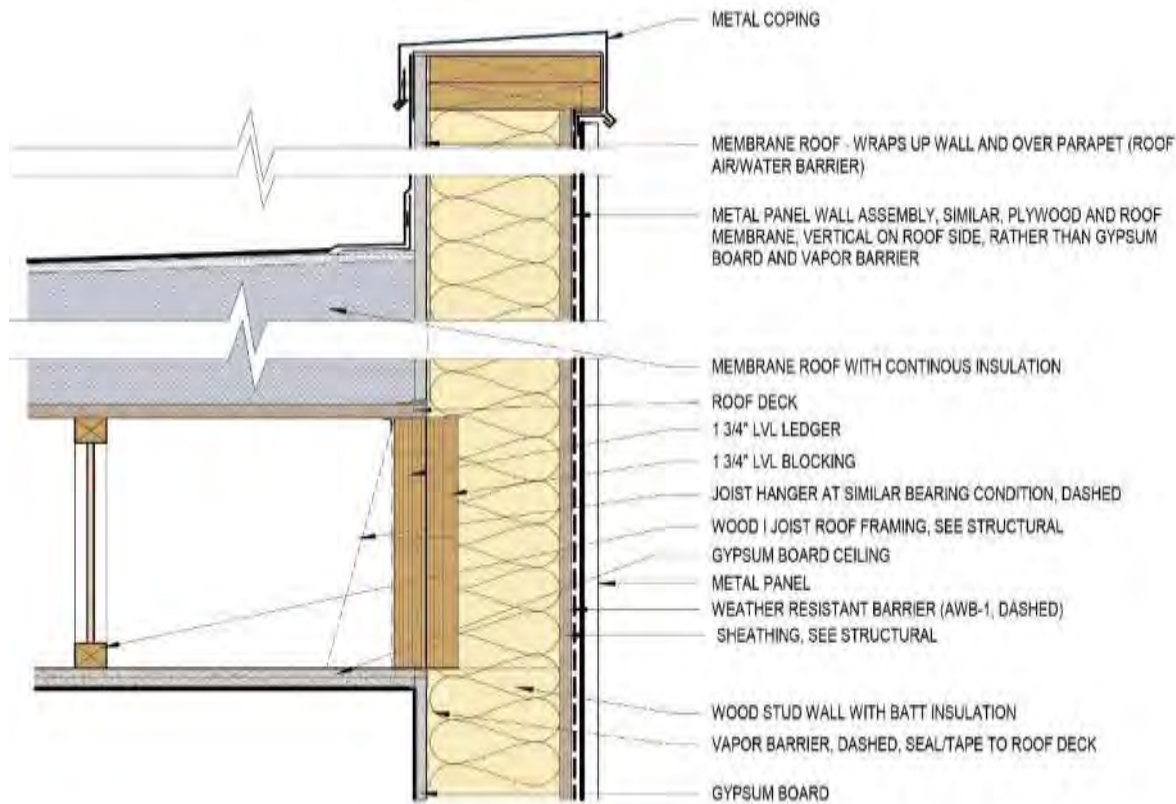 METAL COPING
MEMBRANE ROOF - WRAPS UP WALL AND OVER PARAPET (ROOF
AIR/WATER BARRIER)
METAL PANEL WALL ASSEMBLY, SIMILAR, PLYWOOD AND ROOF
MEMBRANE, VERTICAL ON ROOF SIDE, RATHER THAN GYPSUM
BOARD AND VAPOR BARRIER
MEMBRANE ROOF WITH CONTINOUS INSULATION
ROOF DECK
1 3/4" LVL LEDGER
1 3/4" LVL BLOCKING
JOIST HANGER AT SIMILAR BEARING CONDITION, DASHED
WOOD I JOIST ROOF FRAMING, SEE STRUCTURAL
GYPSUM BOARD CEILING
METAL PANEL
WEATHER RESISTANT BARRIER (AWB-1, DASHED)
SHEATHING, SEE STRUCTURAL
WOOD STUD WALL WITH BATT INSULATION
VAPOR BARRIER, DASHED, SEAL/TAPE TO ROOF DECK
GYPSUM BOARD